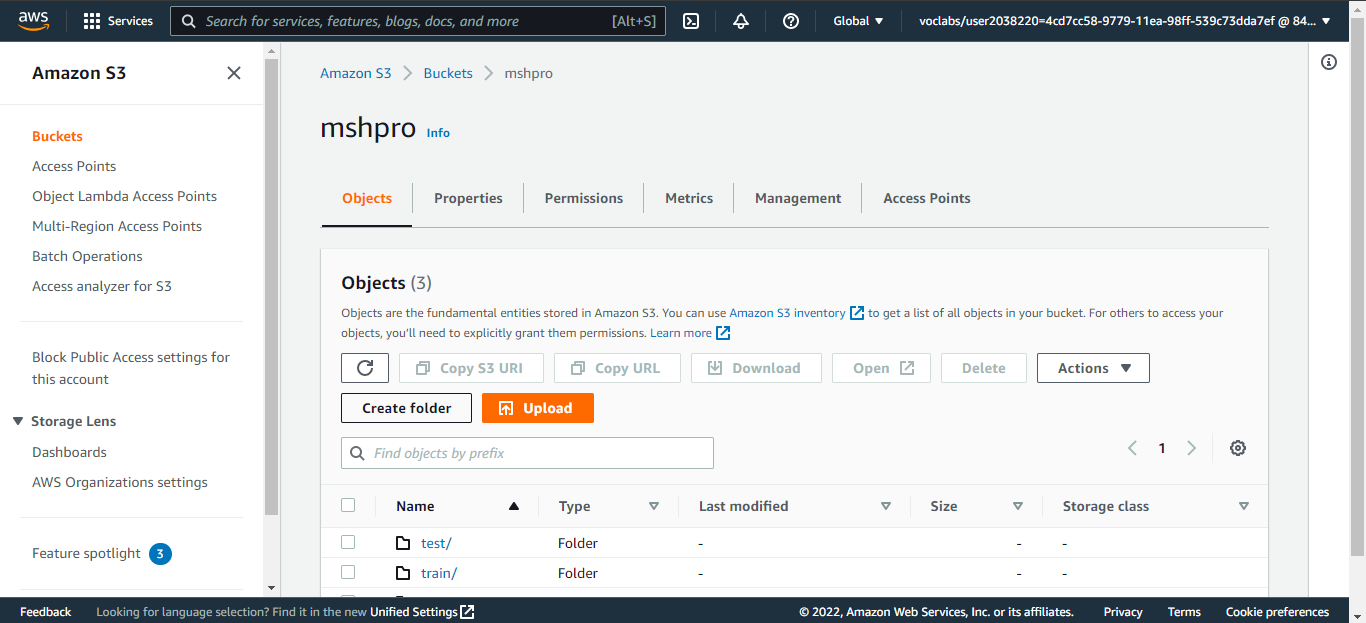 aws
Services
Search for services, features, blogs, docs, and more
[Alt+S]
Global
voclabs/user2038220=4cd7cc58-9779-11ea-98ff-539c73dda7ef @ 84...
Amazon S3
Buckets
Access Points
Object Lambda Access Points
Multi-Region Access Points
Batch Operations
Access analyzer for S3
Block Public Access settings for
this account
Storage Lens
Dashboards
AWS Organizations settings
Feature spotlight 3
Amazon S3 > Buckets > mshpro
mshpro Info
Objects
Properties
Permissions
Metrics
Management
Access Points
Objects (3)
Objects are the fundamental entities stored in Amazon S3. You can use Amazon S3 inventory to get a list of all objects in your bucket. For others to access your
objects, you'll need to explicitly grant them permissions. Learn more
Copy S3 URI
Copy URL
Download
Open
Delete
Actions
Create folder
Upload
Find objects by prefix
1
Name Type Last modified Size Storage class
test/ Folder - - -
train/ Folder - - -
Feedback
Looking for language selection? Find it in the new Unified Settings
© 2022, Amazon Web Services, Inc. or its affiliates.
Privacy
Terms
Cookie preferences